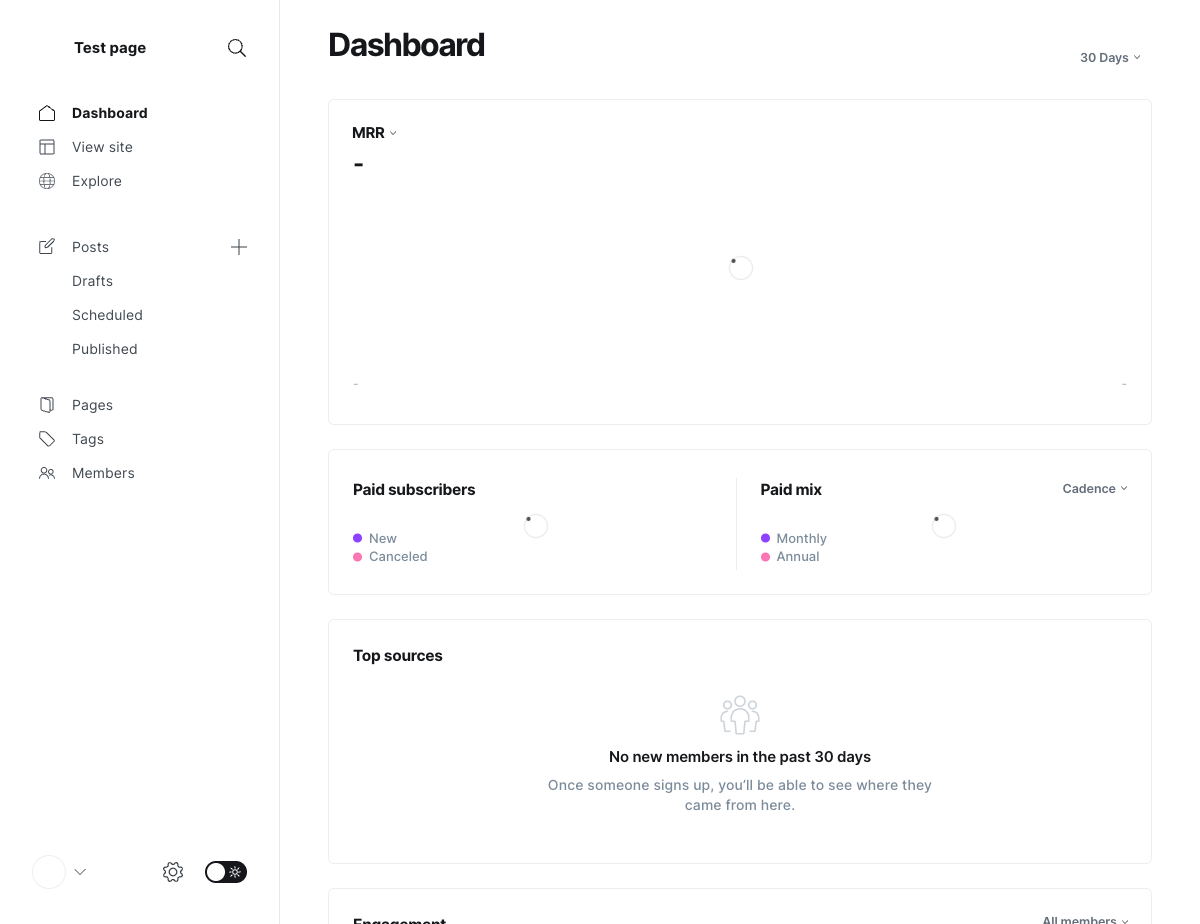 Test page
Dashboard
View site
Explore
Posts
Drafts
Scheduled
Published
Pages
Tags
Members
Dashboard
30 Days
MRR
-
- -
Paid subscribers
New
Canceled
Paid mix
Cadence
Monthly
Annual
Top sources
No new members in the past 30 days
Once someone signs up, you’ll be able to see where they
came from here.
Engagement
All members